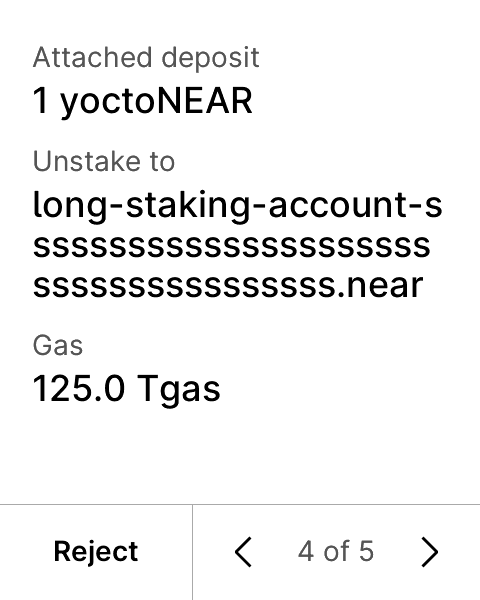 Attached deposit
1 yoctoNEAR
Unstake to
long-staking-account-s
sssssssssssssssssssss
ssssssssssssssss.near
Gas
125.0 Tgas
Reject
4 of 5